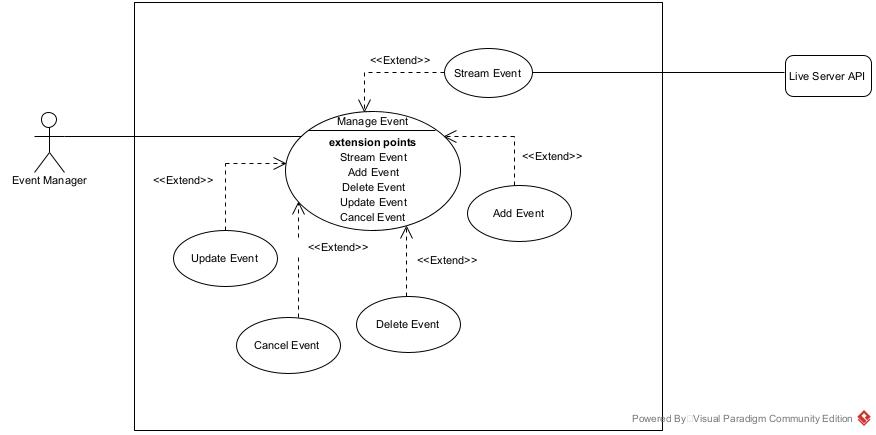 <<Extend>>
Stream Event
Live Server API
Manage Event
extension points
Stream Event
Add Event
Delete Event
Update Event
Cancel Event
Event Manager
<<Extend>>
<<Extend>>
Add Event
<<Extend>>
<<Extend>>
Update Event
Delete Event
Cancel Event
Powered By Visual Paradigm Community Edition